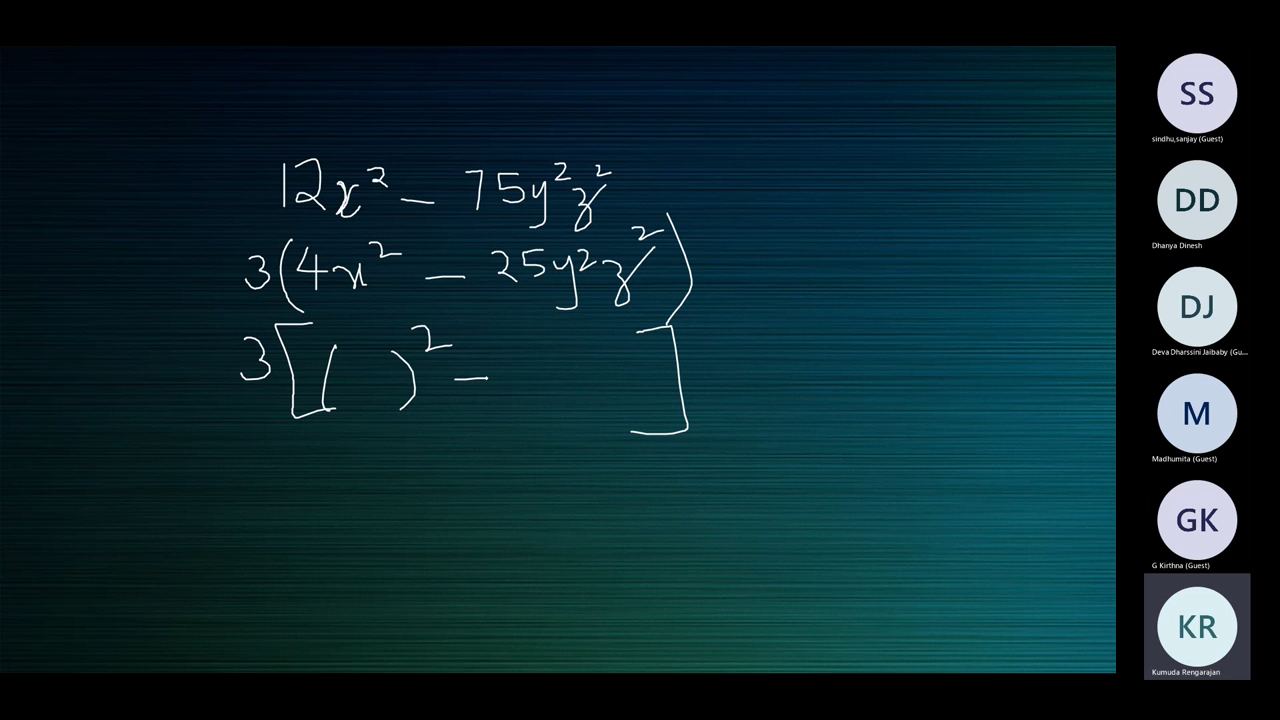 12x² – 75y²z²
3(4x² – 25y²z²)
3[( )² – ]
SS
sindhu,sanjay (Guest)
DD
Dhanya Dinesh
DJ
Deva Dharssini Jaibaby (Gu...
M
Madhumita (Guest)
GK
G Kirthna (Guest)
KR
Kumuda Rengarajan